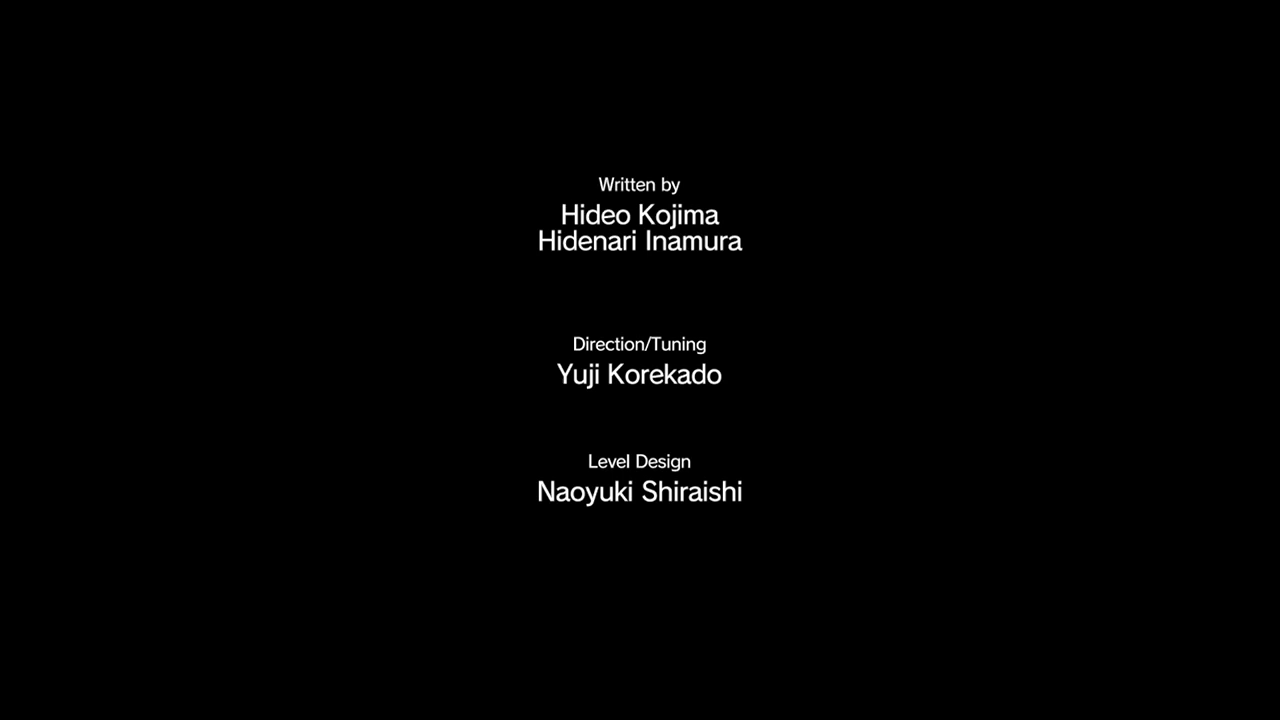 Written by
Hideo Kojima
Hidenari Inamura
Direction/Tuning
Yuji Korekado
Level Design
Naoyuki Shiraishi